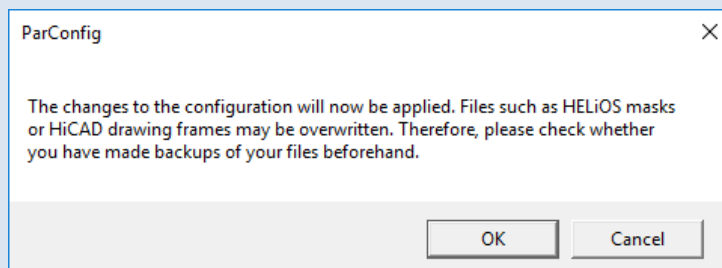 ParConfig
The changes to the configuration will now be applied. Files such as HELiOS masks
or HiCAD drawing frames may be overwritten. Therefore, please check whether
you have made backups of your files beforehand.
OK
Cancel